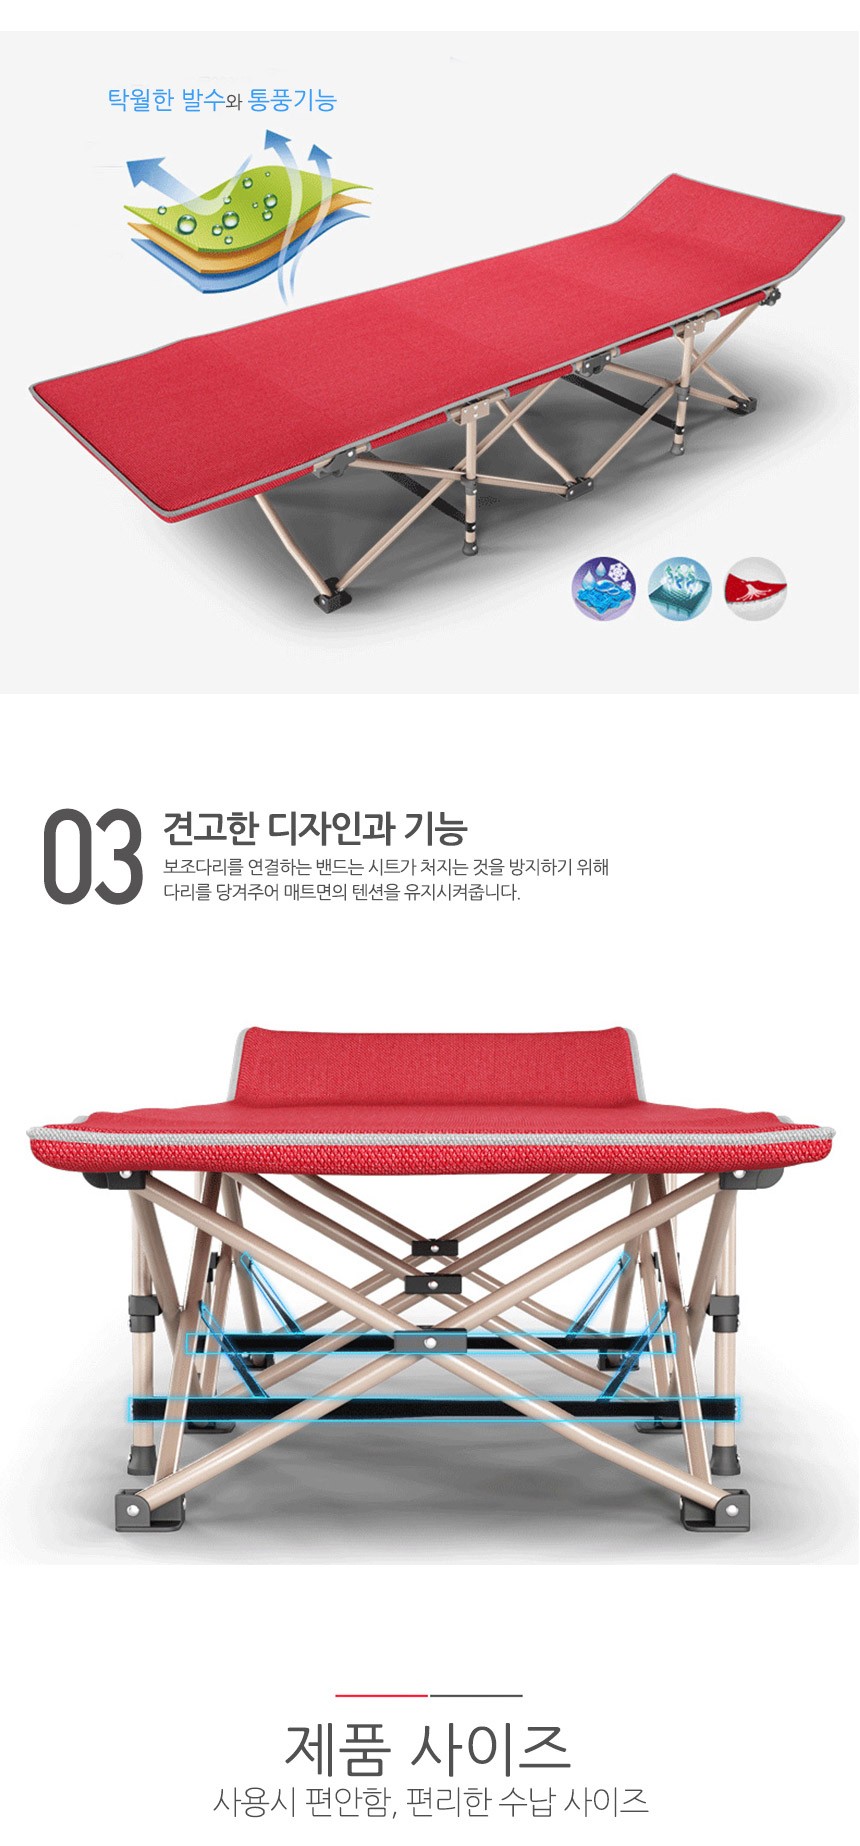 탁월한 발수와 통풍기능
03
견고한 디자인과 기능
보조다리를 연결하는 밴드는 시트가 처지는 것을 방지하기 위해
다리를 당겨주어 매트면의 텐션을 유지시켜줍니다.
제품 사이즈
사용시 편안함, 편리한 수납 사이즈